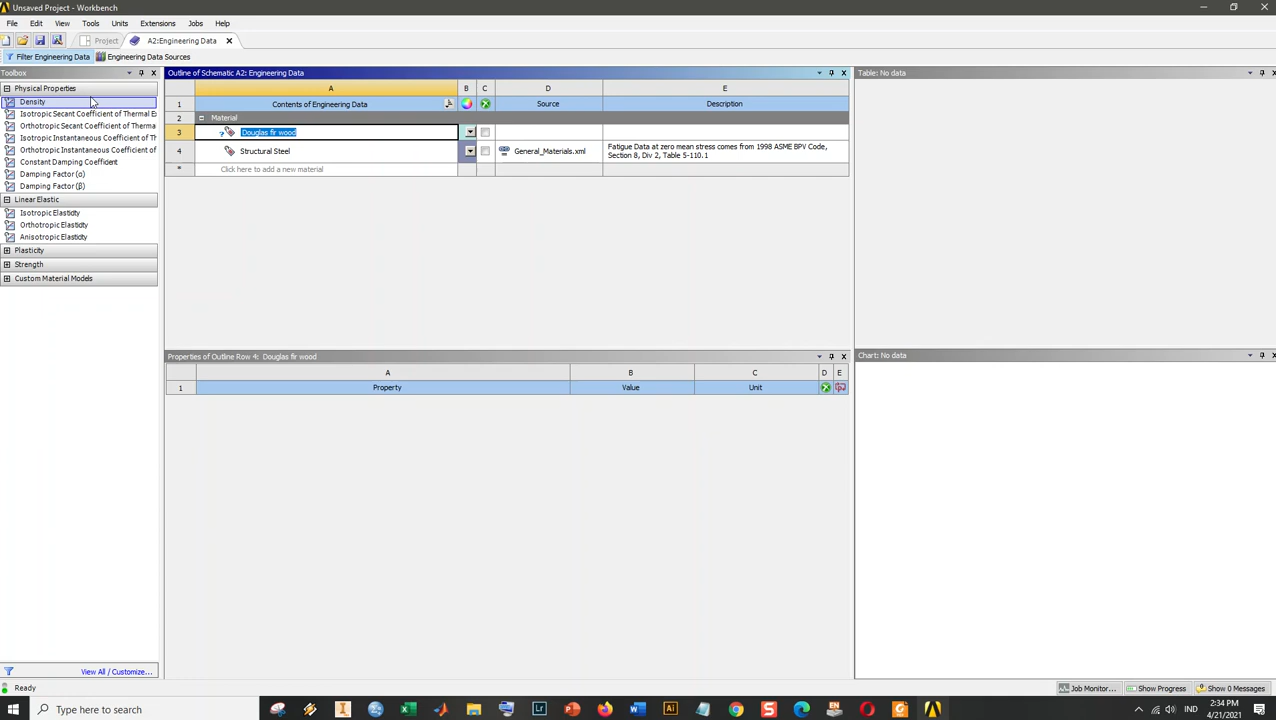 Unsaved Project - Workbench
File Edit View Tools Units Extensions Jobs Help
Project A2:Engineering Data
Filter Engineering Data Engineering Data Sources
Toolbox
Physical Properties
Density
Isotropic Secant Coefficient of Thermal E
Orthotropic Secant Coefficient of Therma
Isotropic Instantaneous Coefficient of Th
Orthotropic Instantaneous Coefficient of
Constant Damping Coefficient
Damping Factor (α)
Damping Factor (β)
Linear Elastic
Isotropic Elasticity
Orthotropic Elasticity
Anisotropic Elasticity
Plasticity
Strength
Custom Material Models
View All / Customize...
Outline of Schematic A2: Engineering Data
A B C D E
1 Contents of Engineering Data Source Description
2 Material
3 ? Douglas fir wood
4 Structural Steel General_Materials.xml Fatigue Data at zero mean stress comes from 1998 ASME BPV Code, Section 8, Div 2, Table 5-110.1
* Click here to add a new material
Properties of Outline Row 4: Douglas fir wood
A B C D E
1 Property Value Unit
Table: No data
Chart: No data
Ready
Job Monitor... Show Progress Show 0 Messages
Type here to search
IND
2:34 PM
4/21/2021